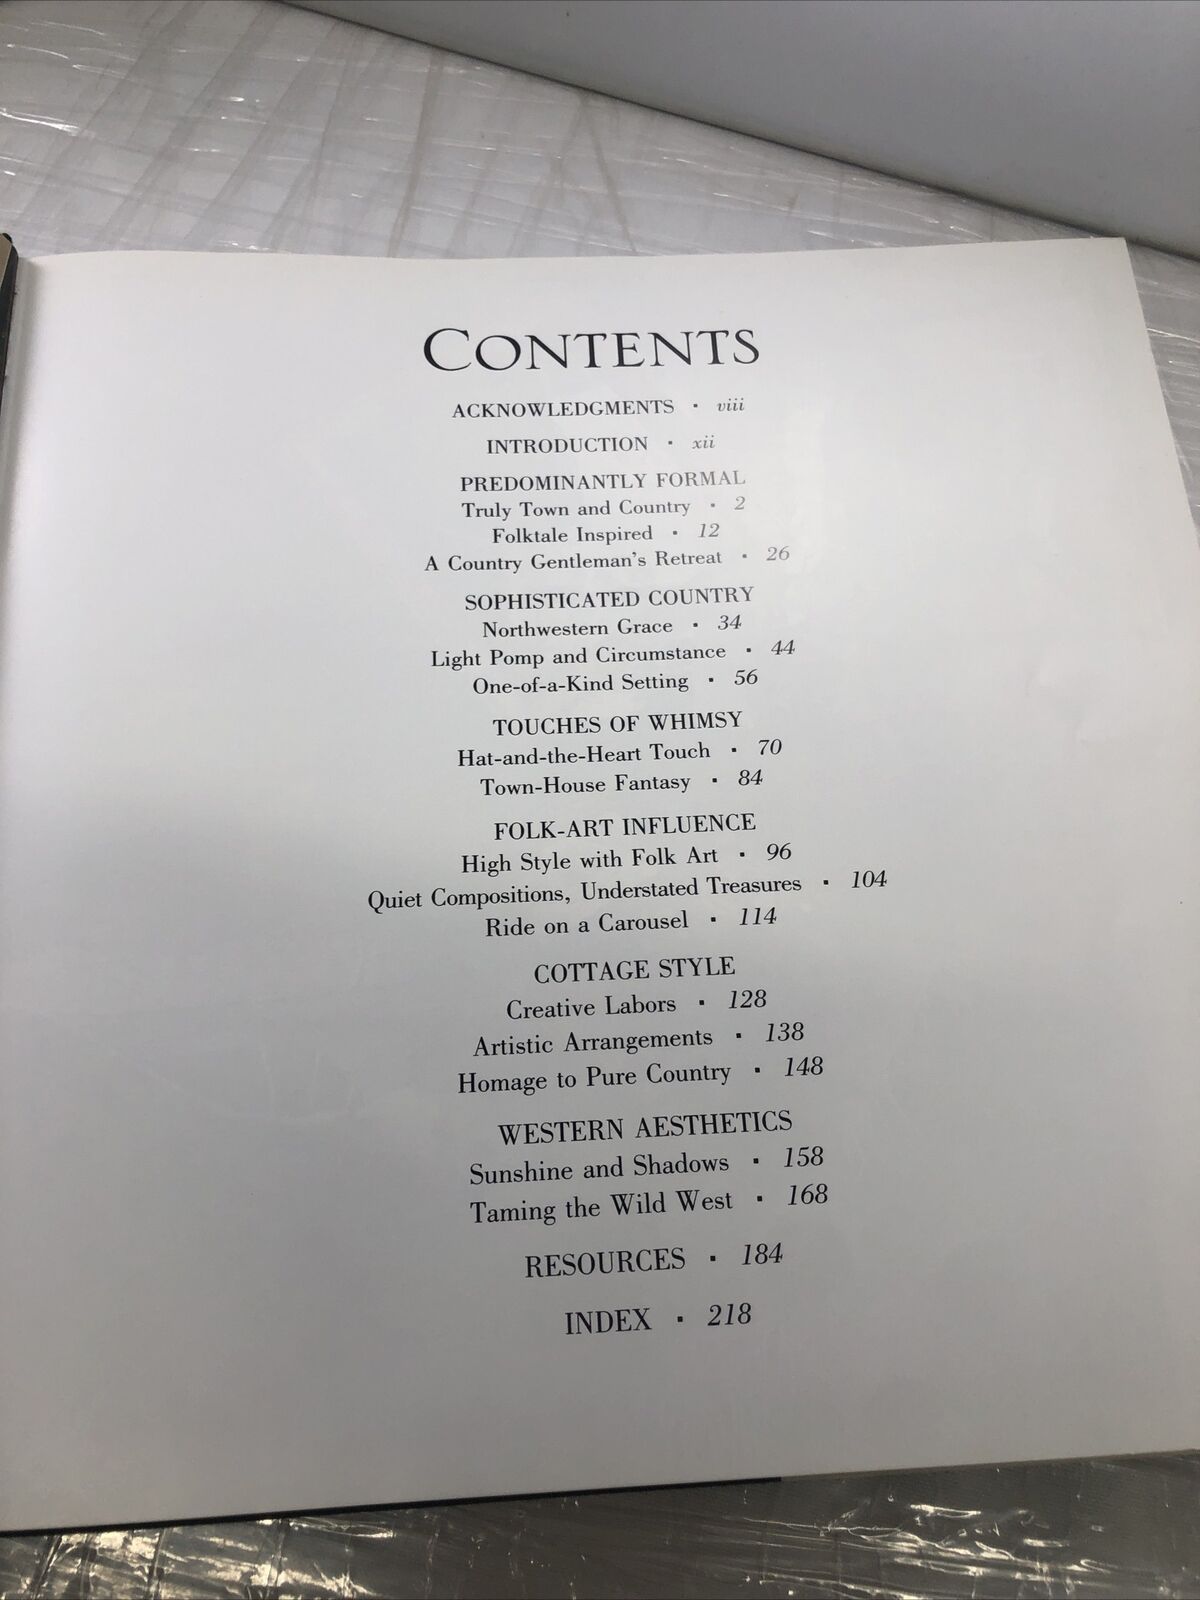 CONTENTS
ACKNOWLEDGMENTS ▪ viii
INTRODUCTION ▪ xii
PREDOMINANTLY FORMAL
Truly Town and Country ▪ 2
Folktale Inspired ▪ 12
A Country Gentleman's Retreat ▪ 26
SOPHISTICATED COUNTRY
Northwestern Grace ▪ 34
Light Pomp and Circumstance ▪ 44
One-of-a-Kind Setting ▪ 56
TOUCHES OF WHIMSY
Hat-and-the-Heart Touch ▪ 70
Town-House Fantasy ▪ 84
FOLK-ART INFLUENCE
High Style with Folk Art ▪ 96
Quiet Compositions, Understated Treasures ▪ 104
Ride on a Carousel ▪ 114
COTTAGE STYLE
Creative Labors ▪ 128
Artistic Arrangements ▪ 138
Homage to Pure Country ▪ 148
WESTERN AESTHETICS
Sunshine and Shadows ▪ 158
Taming the Wild West ▪ 168
RESOURCES ▪ 184
INDEX ▪ 218